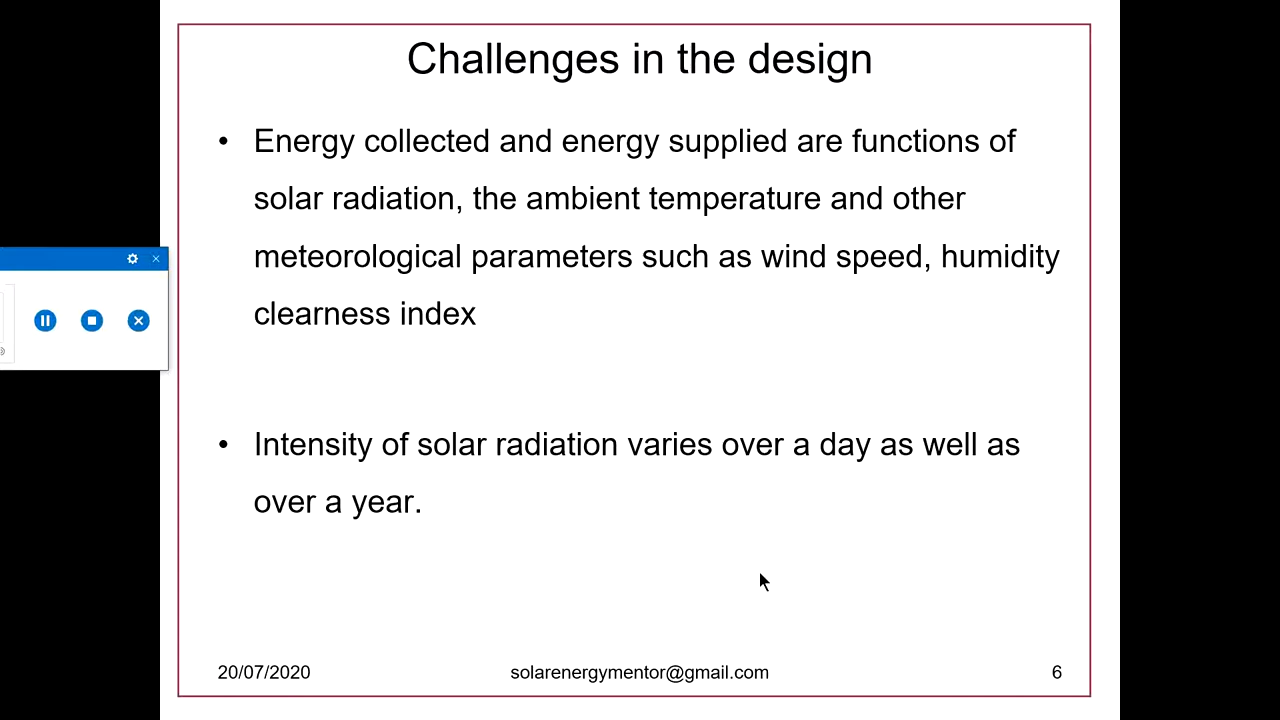 Challenges in the design
• Energy collected and energy supplied are functions of
solar radiation, the ambient temperature and other
meteorological parameters such as wind speed, humidity
clearness index
• Intensity of solar radiation varies over a day as well as
over a year.
20/07/2020 solarenergymentor@gmail.com 6